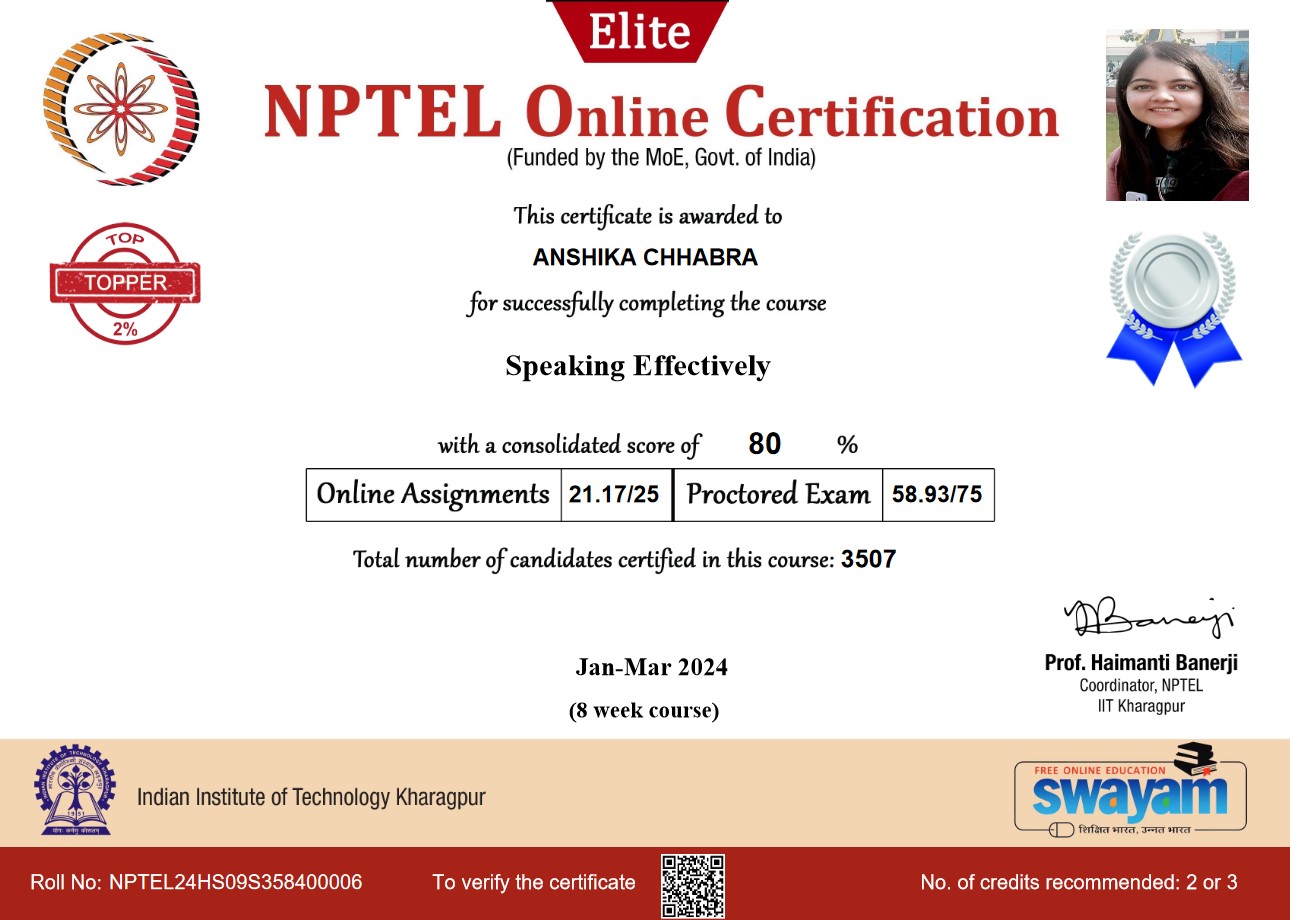 Elite
NPTEL Online Certification
(Funded by the MoE, Govt. of India)
This certificate is awarded to
ANSHIKA CHHABRA
for successfully completing the course
TOP
TOPPER
2%
Speaking Effectively
with a consolidated score of 80 %
Online Assignments 21.17/25 Proctored Exam 58.93/75
Total number of candidates certified in this course: 3507
Jan-Mar 2024
(8 week course)
Prof. Haimanti Banerji
Coordinator, NPTEL
IIT Kharagpur
Indian Institute of Technology Kharagpur
1951
FREE ONLINE EDUCATION
swayam
शिक्षित भारत, उन्नत भारत
Roll No: NPTEL24HS09S358400006 To verify the certificate No. of credits recommended: 2 or 3